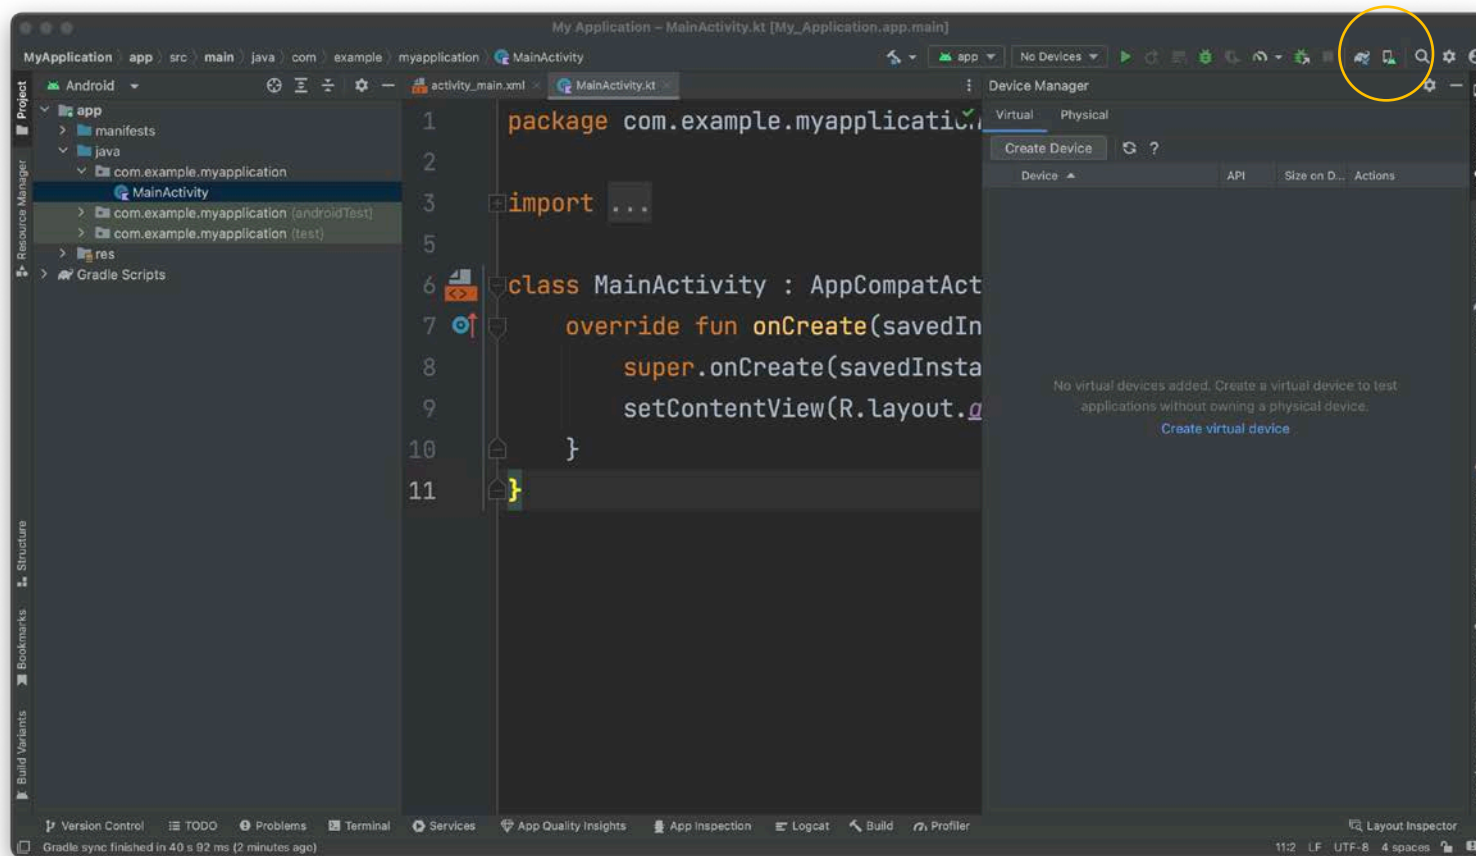 My Application – MainActivity.kt [My_Application.app.main]
MyApplication app src main java com example myapplication MainActivity app No Devices
Project Android activity_main.xml MainActivity.kt Device Manager
app
manifests
java
com.example.myapplication
MainActivity
com.example.myapplication (androidTest)
com.example.myapplication (test)
res
Gradle Scripts
Resource Manager
Structure
Bookmarks
Build Variants
1 package com.example.myapplication
2
3 import ...
5
6 class MainActivity : AppCompatAct
7 override fun onCreate(savedIn
8 super.onCreate(savedInsta
9 setContentView(R.layout.a
10 }
11 }
Virtual Physical
Create Device ?
Device API Size on D... Actions
No virtual devices added. Create a virtual device to test
applications without owning a physical device.
Create virtual device
Version Control TODO Problems Terminal Services App Quality Insights App Inspection Logcat Build Profiler Layout Inspector
Gradle sync finished in 40 s 92 ms (2 minutes ago) 11:2 LF UTF-8 4 spaces